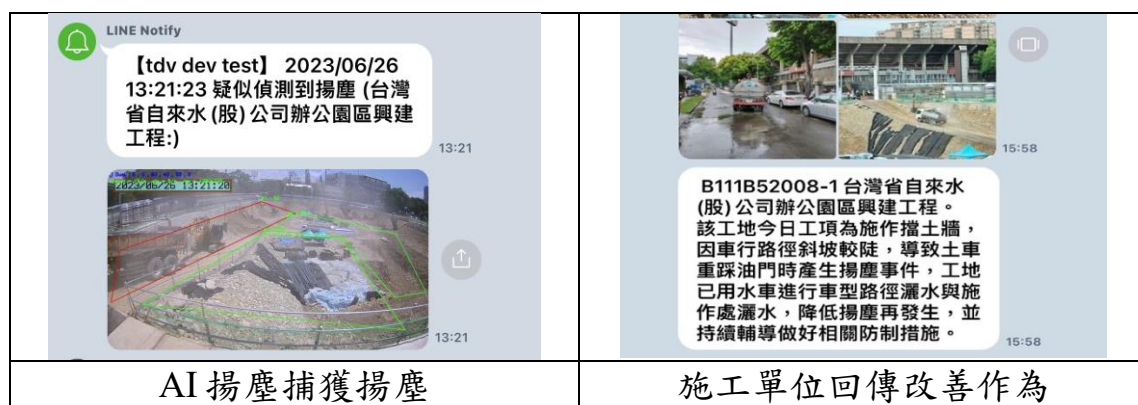 LINE Notify
【tdv dev test】 2023/06/26
13:21:23 疑似偵測到揚塵 (台灣
省自來水 (股) 公司辦公園區興建
工程:)
13:21
2023/06/26 13:21:20
13:21
AI 揚塵捕獲揚塵
15:58
B111B52008-1 台灣省自來水
(股) 公司辦公園區興建工程。
該工地今日工項為施作擋土牆，
因車行路徑斜坡較陡，導致土車
重踩油門時產生揚塵事件，工地
已用水車進行車型路徑灑水與施
作處灑水，降低揚塵再發生，並
持續輔導做好相關防制措施。
15:58
施工單位回傳改善作為